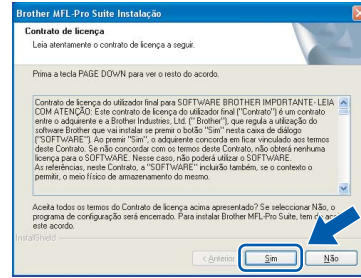 Brother MFL-Pro Suite Instalação
Contrato de licença
Leia atentamente o contrato de licença a seguir.
Prima a tecla PAGE DOWN para ver o resto do acordo.
Contrato de licença do utilizador final para SOFTWARE BROTHER IMPORTANTE - LEIA
COM ATENÇÃO: Este contrato de licença do utilizador final ("Contrato") é um contrato
entre o adquirente e a Brother Industries, Ltd. ("Brother"), que regula a utilização do
software Brother que vai instalar se premir o botão "Sim" nesta caixa de diálogo
("SOFTWARE"). Ao premir "Sim", o adquirente concorda em ficar vinculado aos termos
deste Contrato. Se não concordar com os termos deste Contrato, não obterá nenhuma
licença para o SOFTWARE. Nesse caso, não poderá utilizar o SOFTWARE.
As referências, neste Contrato, a "SOFTWARE" incluirão também, se o contexto o
permitir, o meio físico de armazenamento do mesmo.
Aceita todos os termos do Contrato de licença acima apresentado? Se seleccionar Não, o
programa de configuração será encerrado. Para instalar Brother MFL-Pro Suite, tem de
este acordo.
InstallShield
< Anterior Sim Não